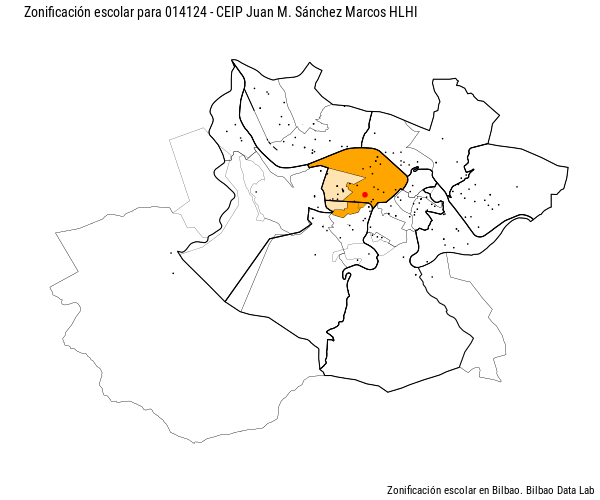 Zonificación escolar para 014124 - CEIP Juan M. Sánchez Marcos HLHI
Zonificación escolar en Bilbao. Bilbao Data Lab